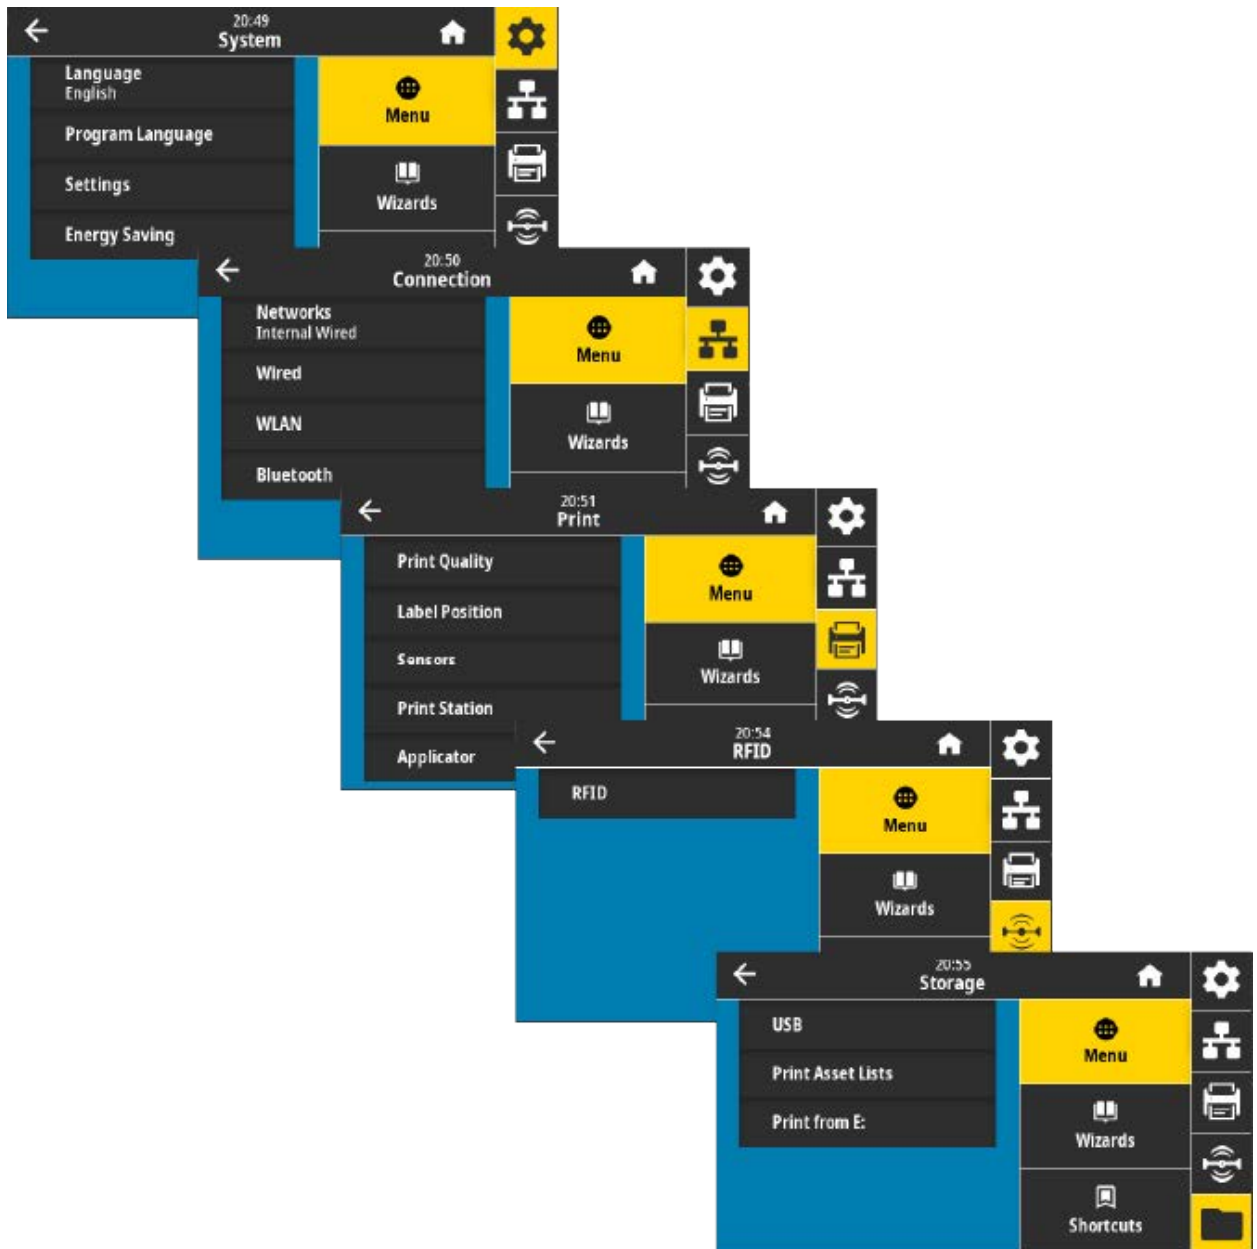 20:49
System
Language
English
Program Language
Settings
Energy Saving
Menu
Wizards
20:50
Connection
Networks
Internal Wired
Wired
WLAN
Bluetooth
Menu
Wizards
20:51
Print
Print Quality
Label Position
Sensors
Print Station
Applicator
Menu
Wizards
20:54
RFID
RFID
Menu
Wizards
20:55
Storage
USB
Print Asset Lists
Print from E:
Menu
Wizards
Shortcuts